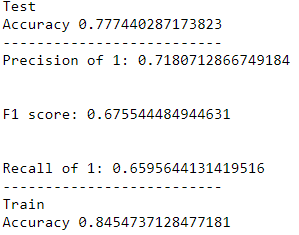 Test
Accuracy 0.777440287173823
-------------------------
Precision of 1: 0.7180712866749184
F1 score: 0.675544484944631
Recall of 1: 0.6595644131419516
-------------------------
Train
Accuracy 0.8454737128477181